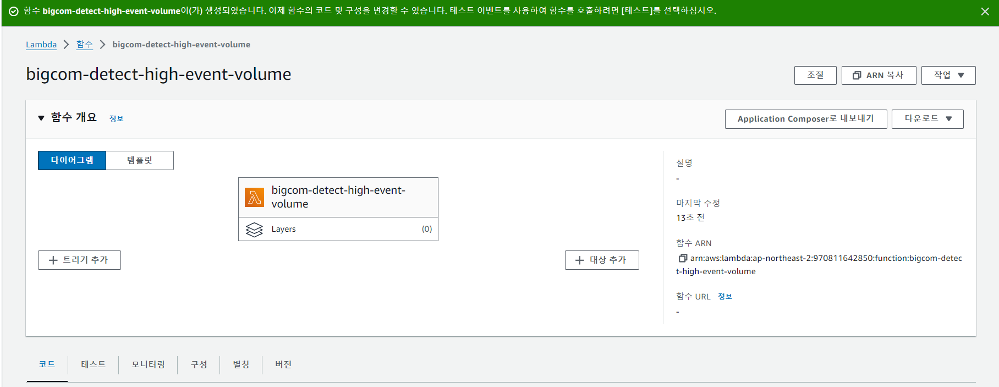 함수 bigcom-detect-high-event-volume이(가) 생성되었습니다. 이제 함수의 코드 및 구성을 변경할 수 있습니다. 테스트 이벤트를 사용하여 함수를 호출하려면 [테스트]를 선택하십시오.
Lambda > 함수 > bigcom-detect-high-event-volume
bigcom-detect-high-event-volume
조절 ARN 복사 작업
함수 개요 정보
Application Composer로 내보내기 다운로드
다이어그램 템플릿
bigcom-detect-high-event-
volume
Layers (0)
트리거 추가
대상 추가
설명
-
마지막 수정
13초 전
함수 ARN
arn:aws:lambda:ap-northeast-2:970811642850:function:bigcom-detec
t-high-event-volume
함수 URL 정보
-
코드 테스트 모니터링 구성 별칭 버전